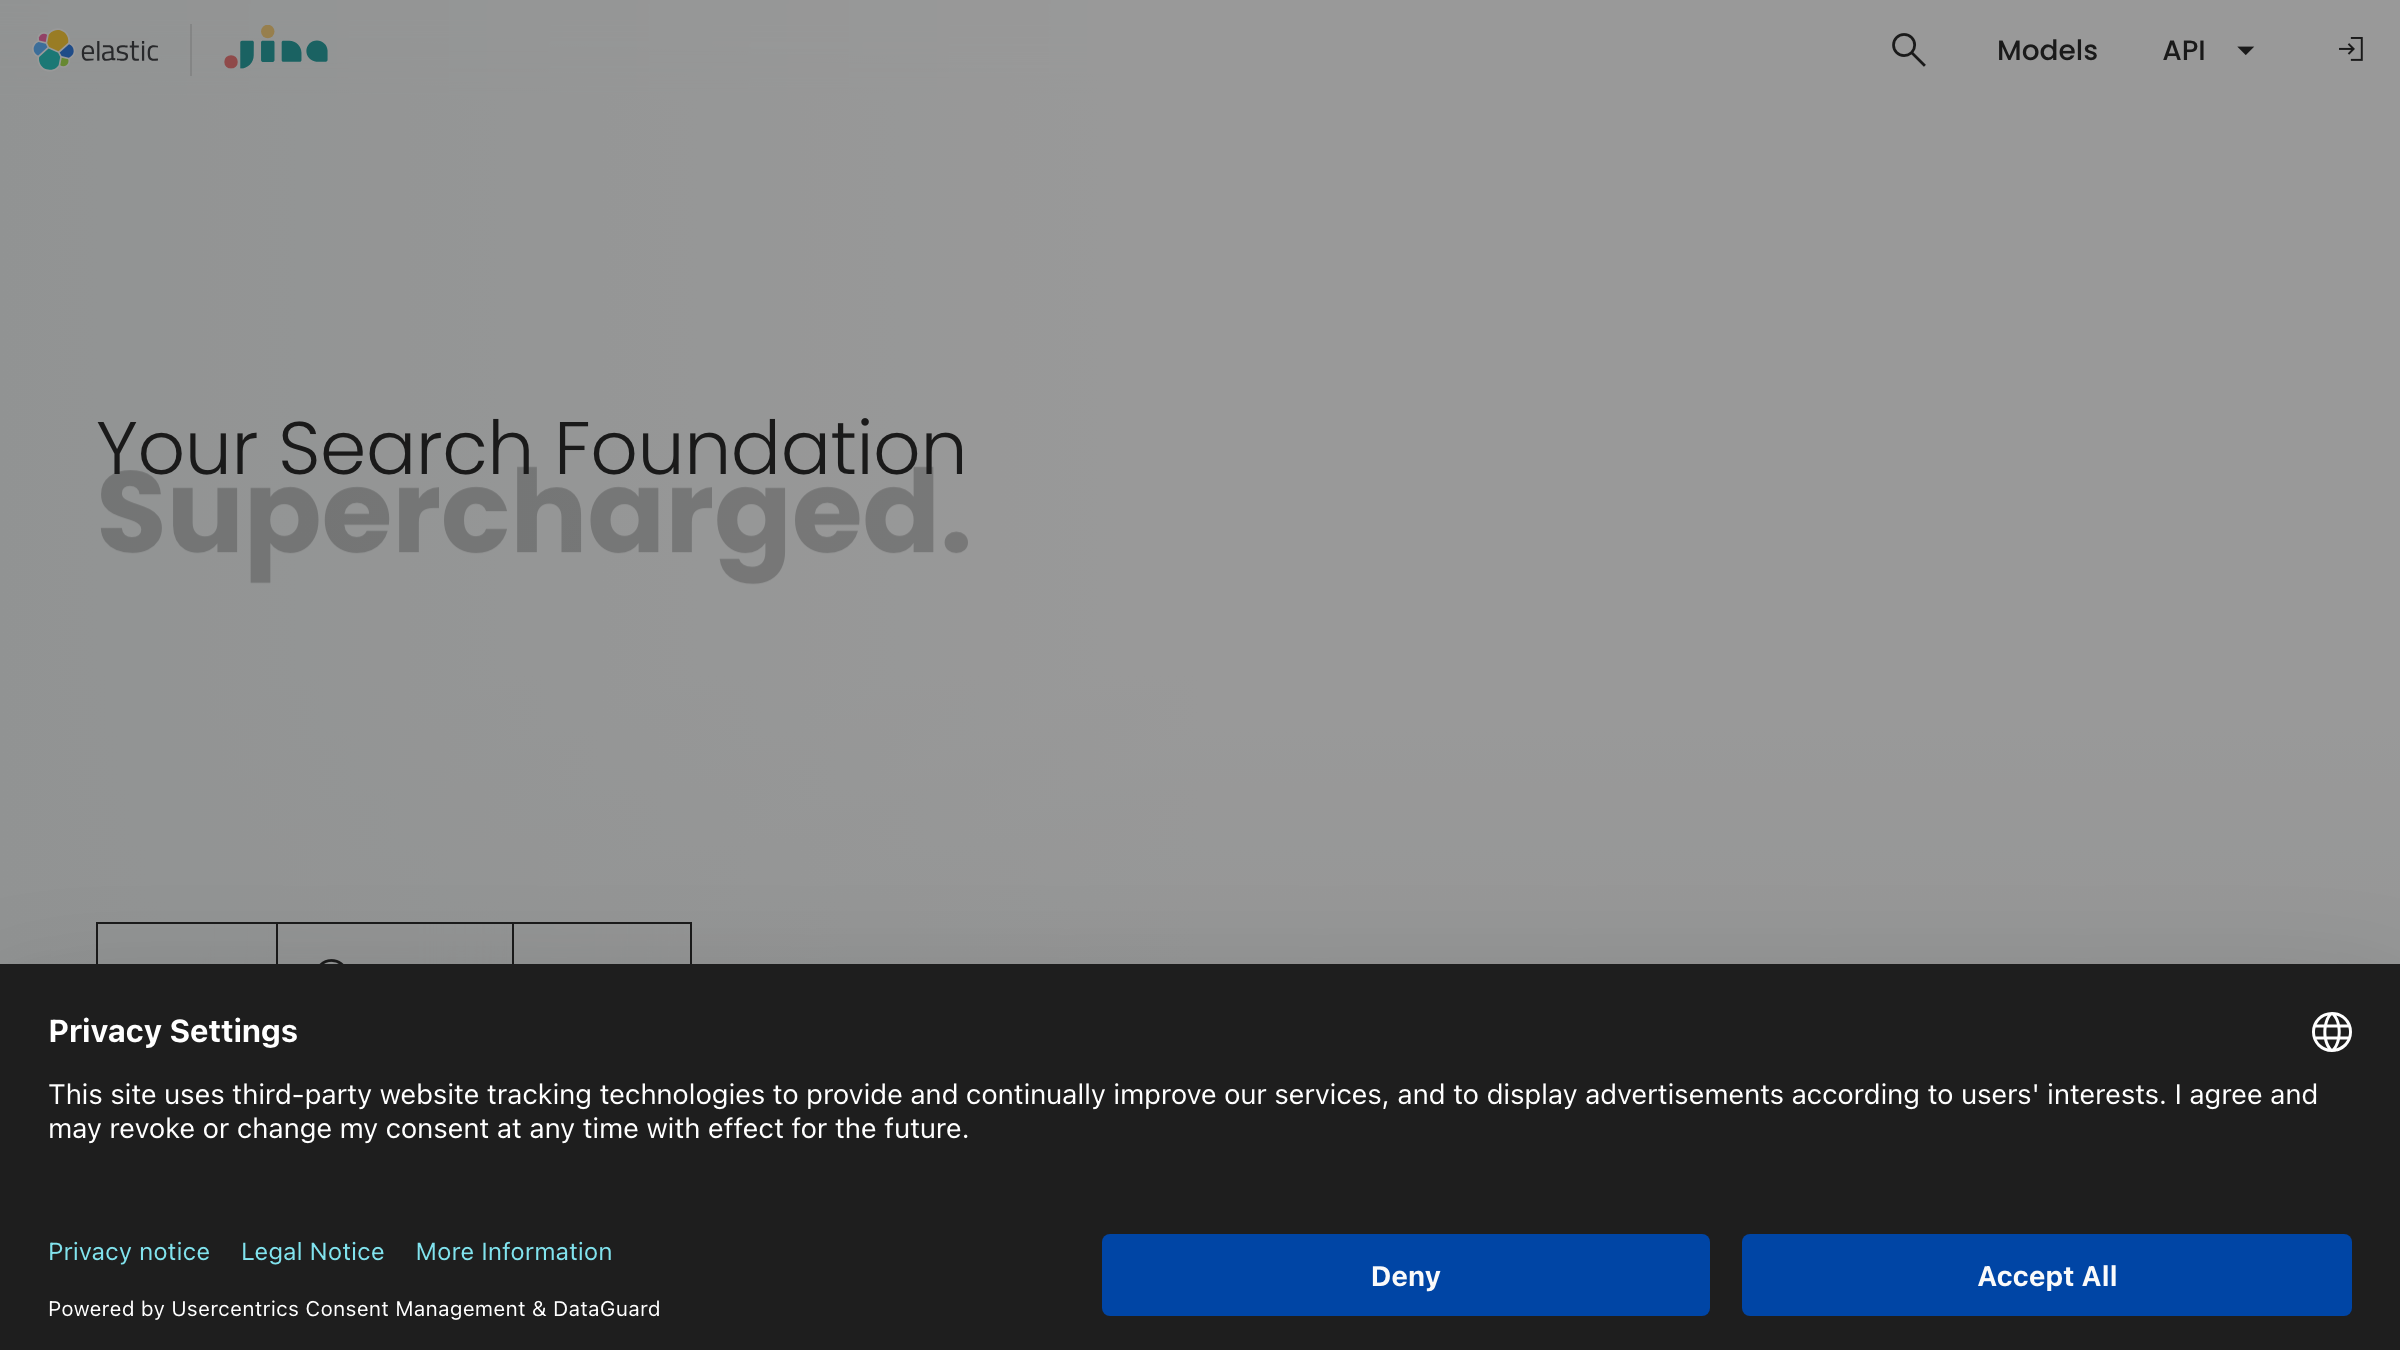 elastic
jina
Models
API
Your Search Foundation
Supercharged.
Privacy Settings
This site uses third-party website tracking technologies to provide and continually improve our services, and to display advertisements according to users' interests. I agree and
may revoke or change my consent at any time with effect for the future.
Privacy notice
Legal Notice
More Information
Deny
Accept All
Powered by Usercentrics Consent Management & DataGuard